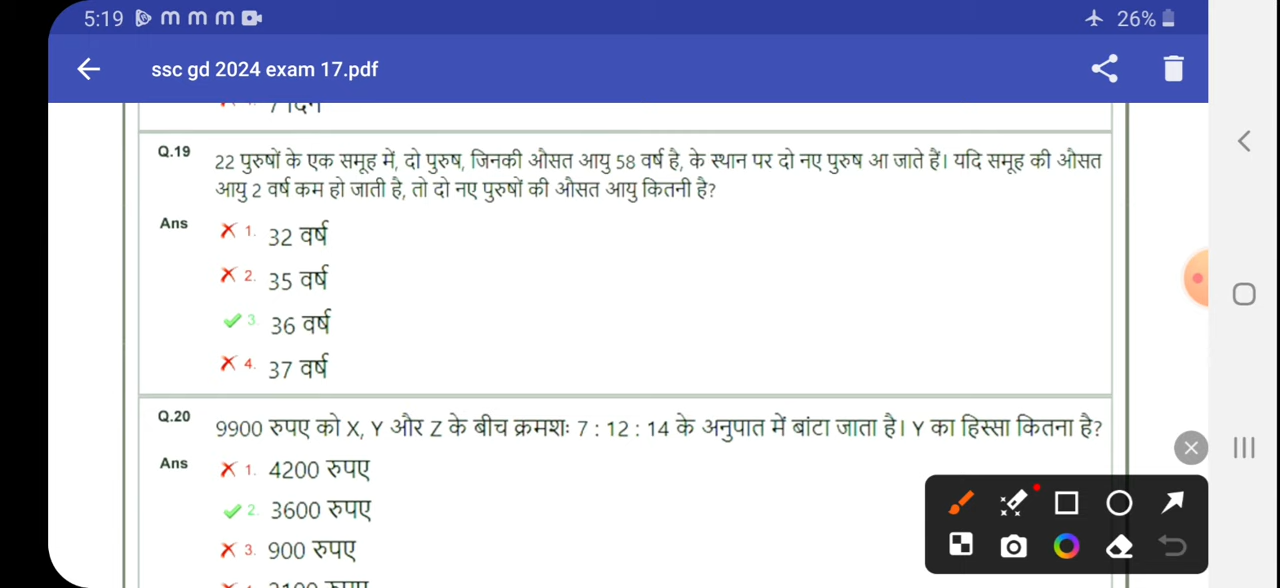 5:19
26%
ssc gd 2024 exam 17.pdf
7 दिन
Q.19
22 पुरुषों के एक समूह में, दो पुरुष, जिनकी औसत आयु 58 वर्ष है, के स्थान पर दो नए पुरुष आ जाते हैं। यदि समूह की औसत
आयु 2 वर्ष कम हो जाती है, तो दो नए पुरुषों की औसत आयु कितनी है?
Ans
1. 32 वर्ष
2. 35 वर्ष
3. 36 वर्ष
4. 37 वर्ष
Q.20
9900 रुपए को X, Y और Z के बीच क्रमशः 7 : 12 : 14 के अनुपात में बांटा जाता है। Y का हिस्सा कितना है?
Ans
1. 4200 रुपए
2. 3600 रुपए
3. 900 रुपए